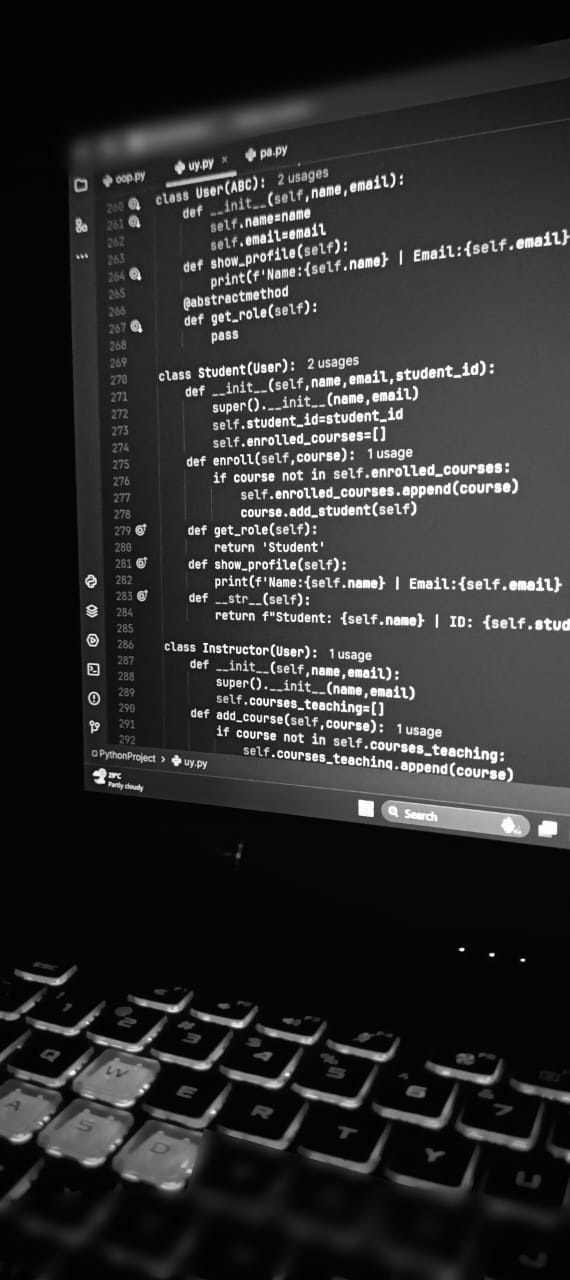 oop.py
uy.py ×
pa.py
260 class User(ABC): 2 usages
261 def __init__(self,name,email):
262 self.name=name
263 self.email=email
264 def show_profile(self):
265 print(f'Name:{self.name} | Email:{self.email}
266 @abstractmethod
267 def get_role(self):
268 pass
269
270 class Student(User): 2 usages
271 def __init__(self,name,email,student_id):
272 super().__init__(name,email)
273 self.student_id=student_id
274 self.enrolled_courses=[]
275 def enroll(self,course): 1 usage
276 if course not in self.enrolled_courses:
277 self.enrolled_courses.append(course)
278 course.add_student(self)
279 def get_role(self):
280 return 'Student'
281 def show_profile(self):
282 print(f'Name:{self.name} | Email:{self.email}
283 def __str__(self):
284 return f"Student: {self.name} | ID: {self.stud
285
286 class Instructor(User): 1 usage
287 def __init__(self,name,email):
288 super().__init__(name,email)
289 self.courses_teaching=[]
290 def add_course(self,course): 1 usage
291 if course not in self.courses_teaching:
292 self.courses_teaching.append(course)
PythonProject > uy.py
29°C
Partly cloudy
Search
1 2 3 4 5 6 7
Q W E R T Y U
A S D